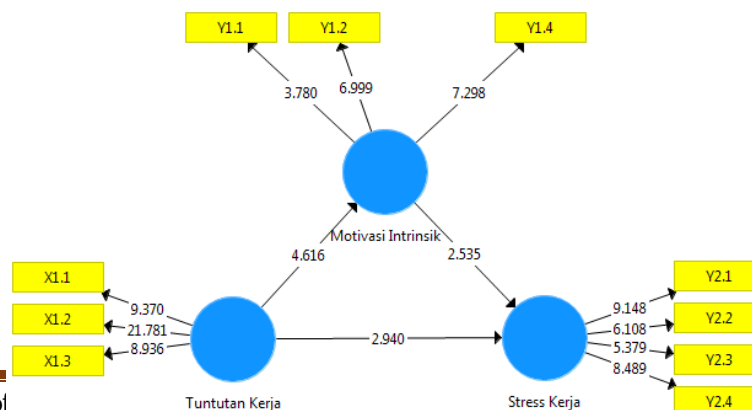 Y1.1 Y1.2 Y1.4
3.780 6.999 7.298
Motivasi Intrinsik
4.616 2.535
X1.1
X1.2
X1.3
9.370
21.781
8.936
Tuntutan Kerja
2.940
Stress Kerja
9.148
6.108
5.379
8.489
Y2.1
Y2.2
Y2.3
Y2.4